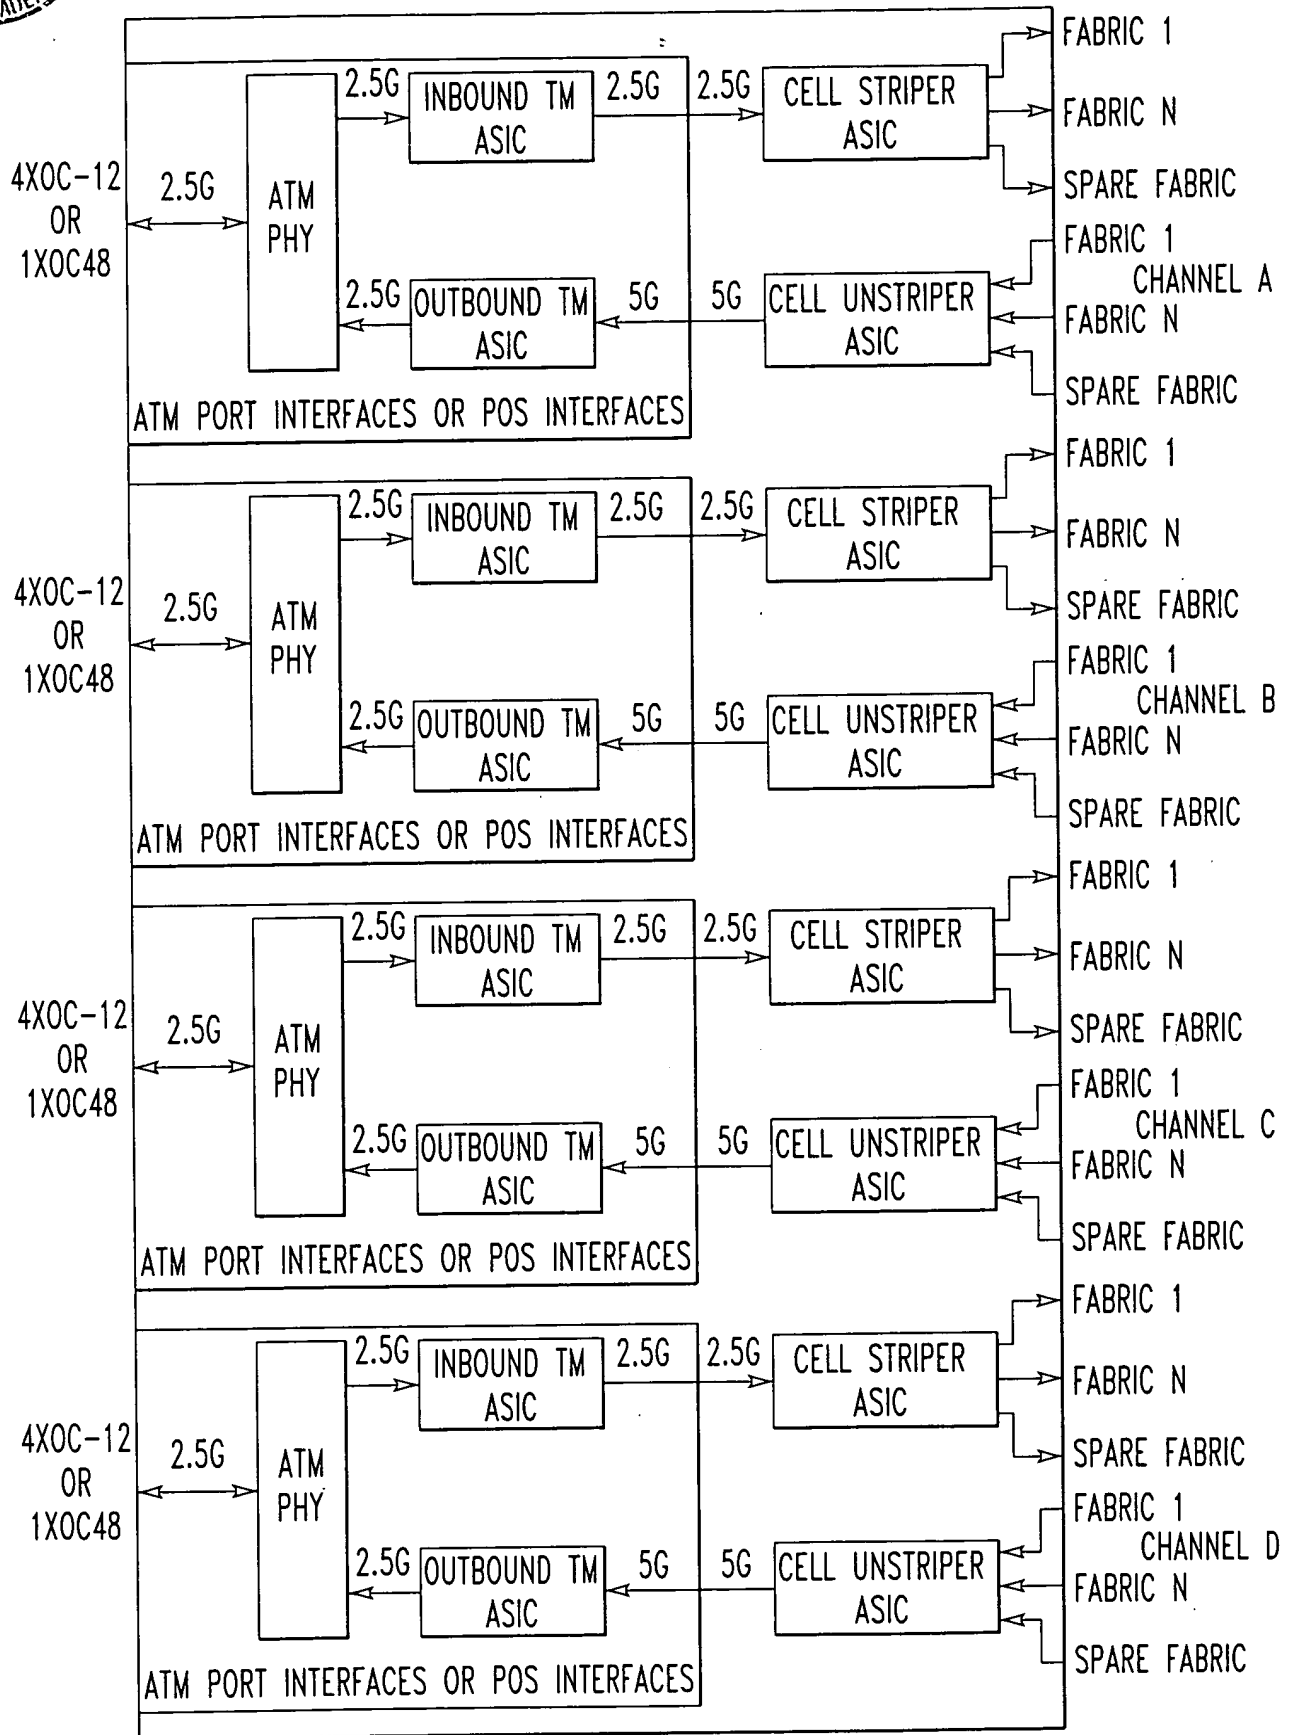 FABRIC 1
2.5G
INBOUND TM
ASIC
2.5G
2.5G
CELL STRIPER
ASIC
FABRIC N
4XOC-12
OR
1XOC48
2.5G
ATM
PHY
SPARE FABRIC
FABRIC 1
CHANNEL A
2.5G
OUTBOUND TM
ASIC
5G
5G
CELL UNSTRIPER
ASIC
FABRIC N
SPARE FABRIC
ATM PORT INTERFACES OR POS INTERFACES
FABRIC 1
2.5G
INBOUND TM
ASIC
2.5G
2.5G
CELL STRIPER
ASIC
FABRIC N
4XOC-12
OR
1XOC48
2.5G
ATM
PHY
SPARE FABRIC
FABRIC 1
CHANNEL B
2.5G
OUTBOUND TM
ASIC
5G
5G
CELL UNSTRIPER
ASIC
FABRIC N
SPARE FABRIC
ATM PORT INTERFACES OR POS INTERFACES
FABRIC 1
2.5G
INBOUND TM
ASIC
2.5G
2.5G
CELL STRIPER
ASIC
FABRIC N
4XOC-12
OR
1XOC48
2.5G
ATM
PHY
SPARE FABRIC
FABRIC 1
CHANNEL C
2.5G
OUTBOUND TM
ASIC
5G
5G
CELL UNSTRIPER
ASIC
FABRIC N
SPARE FABRIC
ATM PORT INTERFACES OR POS INTERFACES
FABRIC 1
2.5G
INBOUND TM
ASIC
2.5G
2.5G
CELL STRIPER
ASIC
FABRIC N
4XOC-12
OR
1XOC48
2.5G
ATM
PHY
SPARE FABRIC
FABRIC 1
CHANNEL D
2.5G
OUTBOUND TM
ASIC
5G
5G
CELL UNSTRIPER
ASIC
FABRIC N
SPARE FABRIC
ATM PORT INTERFACES OR POS INTERFACES